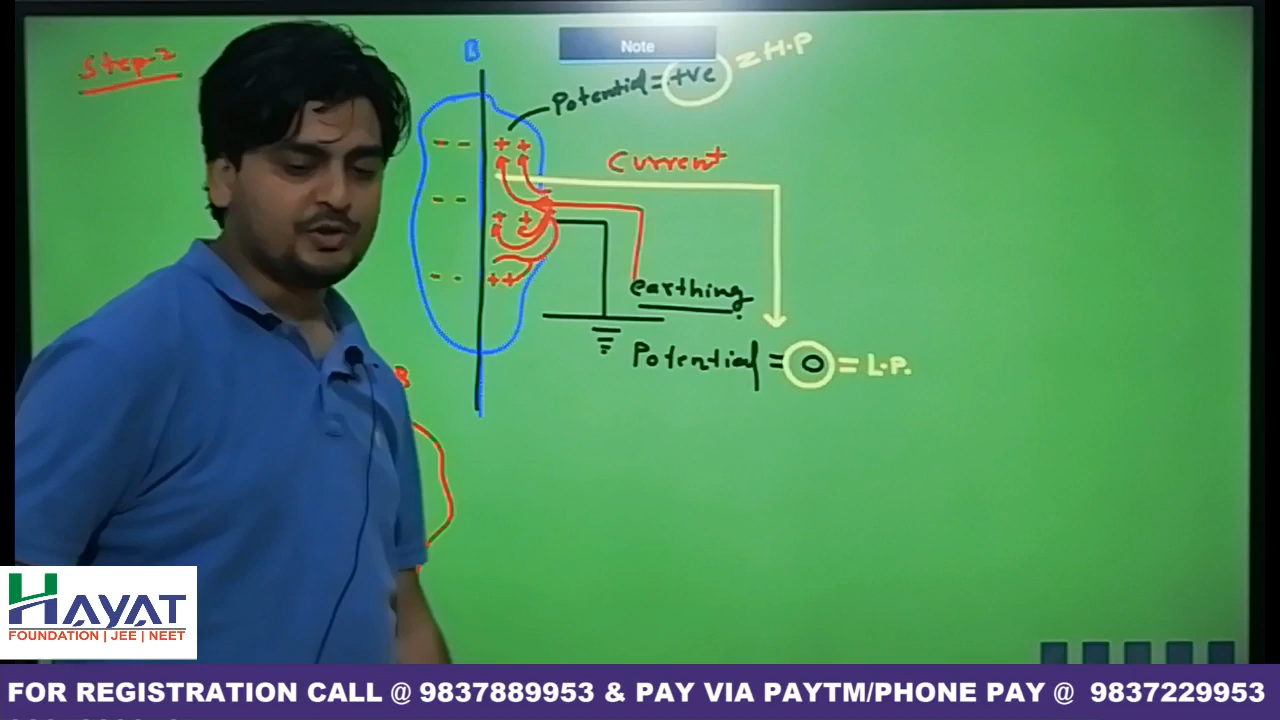 Step-2
B
Note
Potential = +ve = H.P
-- ++
Current
--
++
-- ++
earthing
Potential = 0 = L.P.
B
HAYAT
FOUNDATION | JEE | NEET
FOR REGISTRATION CALL @ 9837889953 & PAY VIA PAYTM/PHONE PAY @ 9837229953